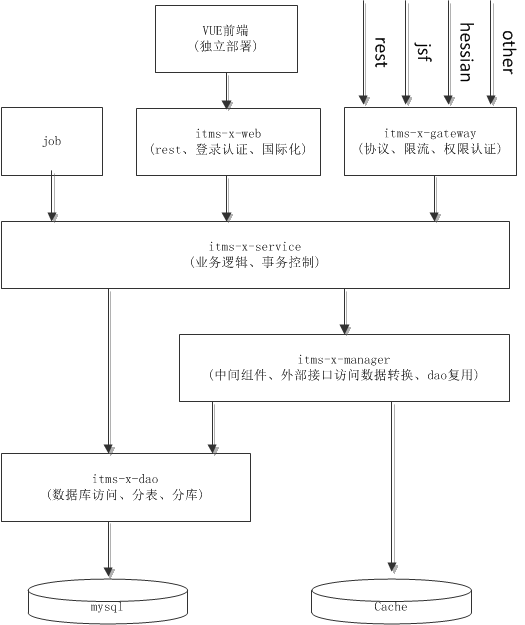 VUE前端
(独立部署)
rest
jsf
hessian
other
job
itms-x-web
(rest、登录认证、国际化)
itms-x-gateway
(协议、限流、权限认证)
itms-x-service
(业务逻辑、事务控制)
itms-x-manager
(中间组件、外部接口访问数据转换、dao复用)
itms-x-dao
(数据库访问、分表、分库)
mysql
Cache